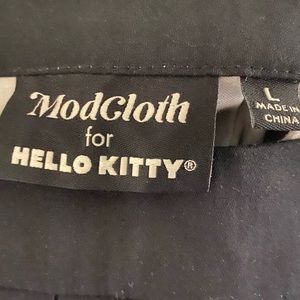 ModCloth
for
HELLO KITTY®
L
MADE IN
CHINA